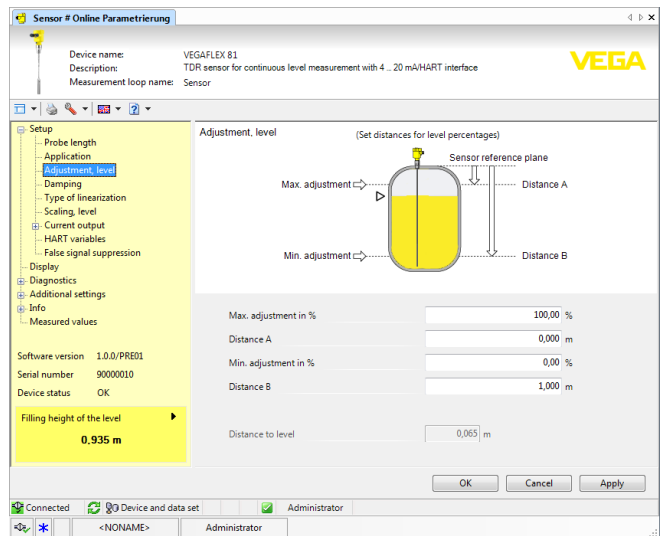 Sensor # Online Parametrierung
Device name: VEGAFLEX 81
Description: TDR sensor for continuous level measurement with 4 .. 20 mA/HART interface
Measurement loop name: Sensor
VEGA
Setup
Probe length
Application
Adjustment, level
Damping
Type of linearization
Scaling, level
Current output
HART variables
False signal suppression
Display
Diagnostics
Additional settings
Info
Measured values
Software version 1.0.0/PRE01
Serial number 90000010
Device status OK
Filling height of the level
0,935 m
Adjustment, level
(Set distances for level percentages)
Sensor reference plane
Max. adjustment
Distance A
Min. adjustment
Distance B
Max. adjustment in % 100,00 %
Distance A 0,000 m
Min. adjustment in % 0,00 %
Distance B 1,000 m
Distance to level 0,065 m
OK Cancel Apply
Connected Device and data set Administrator
<NONAME> Administrator